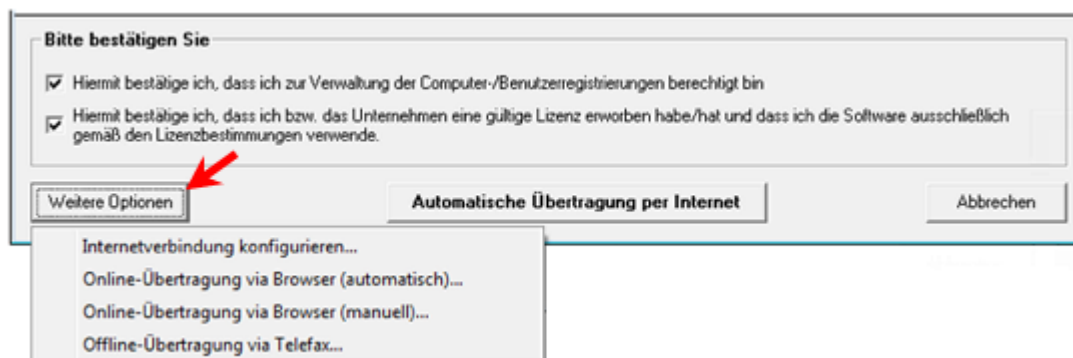 Bitte bestätigen Sie
Hiermit bestätige ich, dass ich zur Verwaltung der Computer-/Benutzerregistrierungen berechtigt bin
Hiermit bestätige ich, dass ich bzw. das Unternehmen eine gültige Lizenz erworben habe/hat und dass ich die Software ausschließlich
gemäß den Lizenzbestimmungen verwende.
Weitere Optionen
Automatische Übertragung per Internet
Abbrechen
Internetverbindung konfigurieren...
Online-Übertragung via Browser (automatisch)...
Online-Übertragung via Browser (manuell)...
Offline-Übertragung via Telefax...